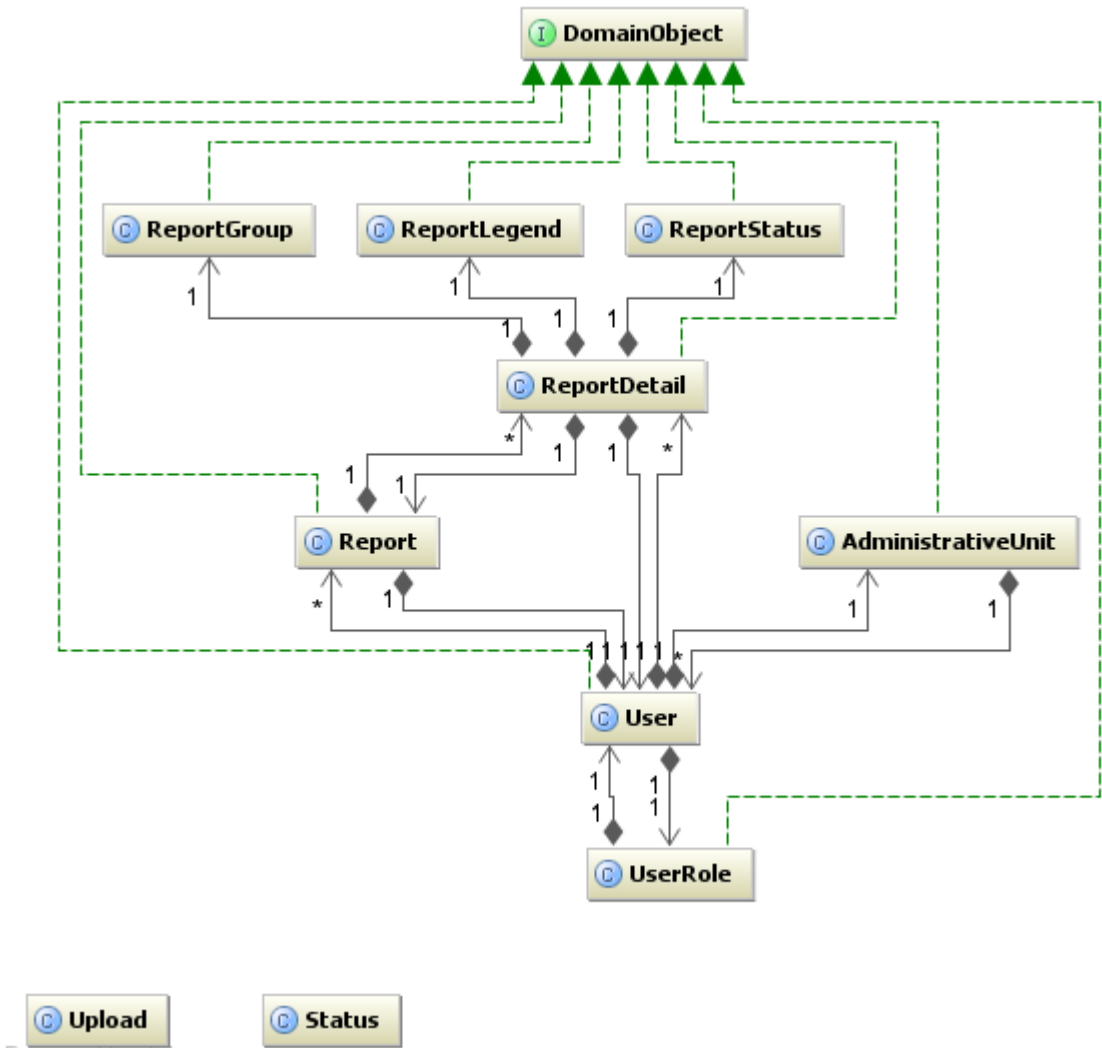 I DomainObject
C ReportGroup
C ReportLegend
C ReportStatus
1
1
1
1
1
1
C ReportDetail
*
1
1
*
1
1
C Report
C AdministrativeUnit
*
1
1
1
1 1 1 1 1 *
C User
1
1
1
1
C UserRole
C Upload
C Status